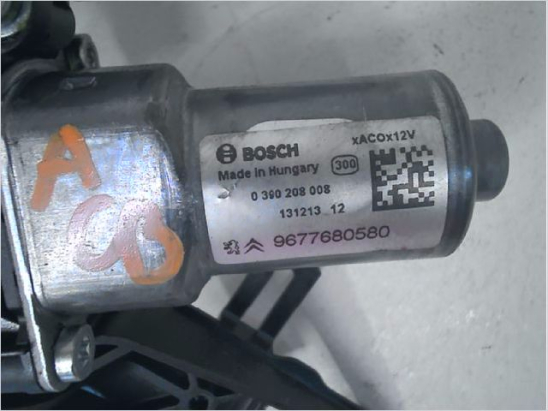 xACOx12V
BOSCH
Made in Hungary 300
0 390 208 008
131213 12
9677680580
A